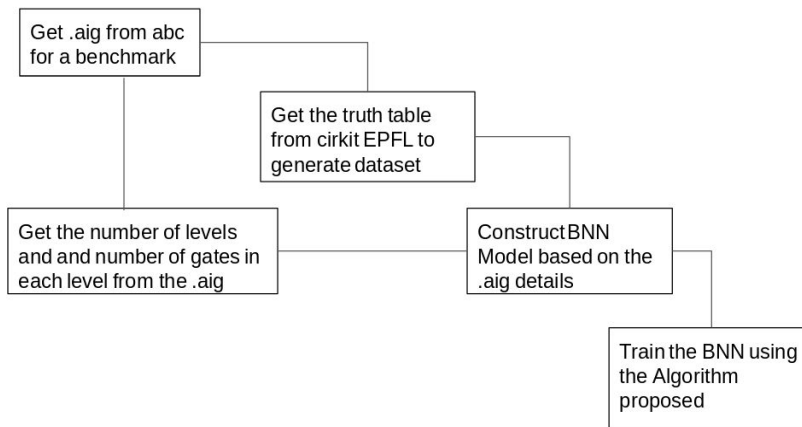 Get .aig from abc
for a benchmark
Get the truth table
from cirkit EPFL to
generate dataset
Get the number of levels
and and number of gates in
each level from the .aig
Construct BNN
Model based on the
.aig details
Train the BNN using
the Algorithm
proposed